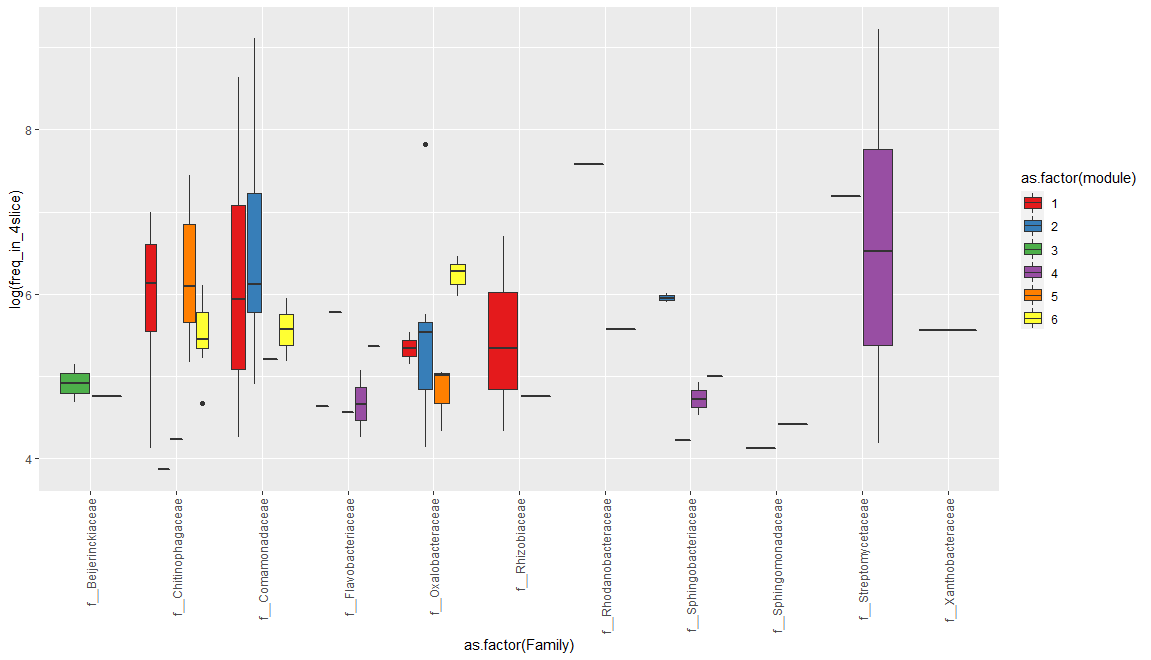 log(freq_in_4slice)
8
6
4
f__Beijerinckiaceae
f__Chitinophagaceae
f__Comamonadaceae
f__Flavobacteriaceae
f__Oxalobacteraceae
f__Rhizobiaceae
f__Rhodanobacteraceae
f__Sphingobacteriaceae
f__Sphingomonadaceae
f__Streptomycetaceae
f__Xanthobacteraceae
as.factor(Family)
as.factor(module)
1
2
3
4
5
6